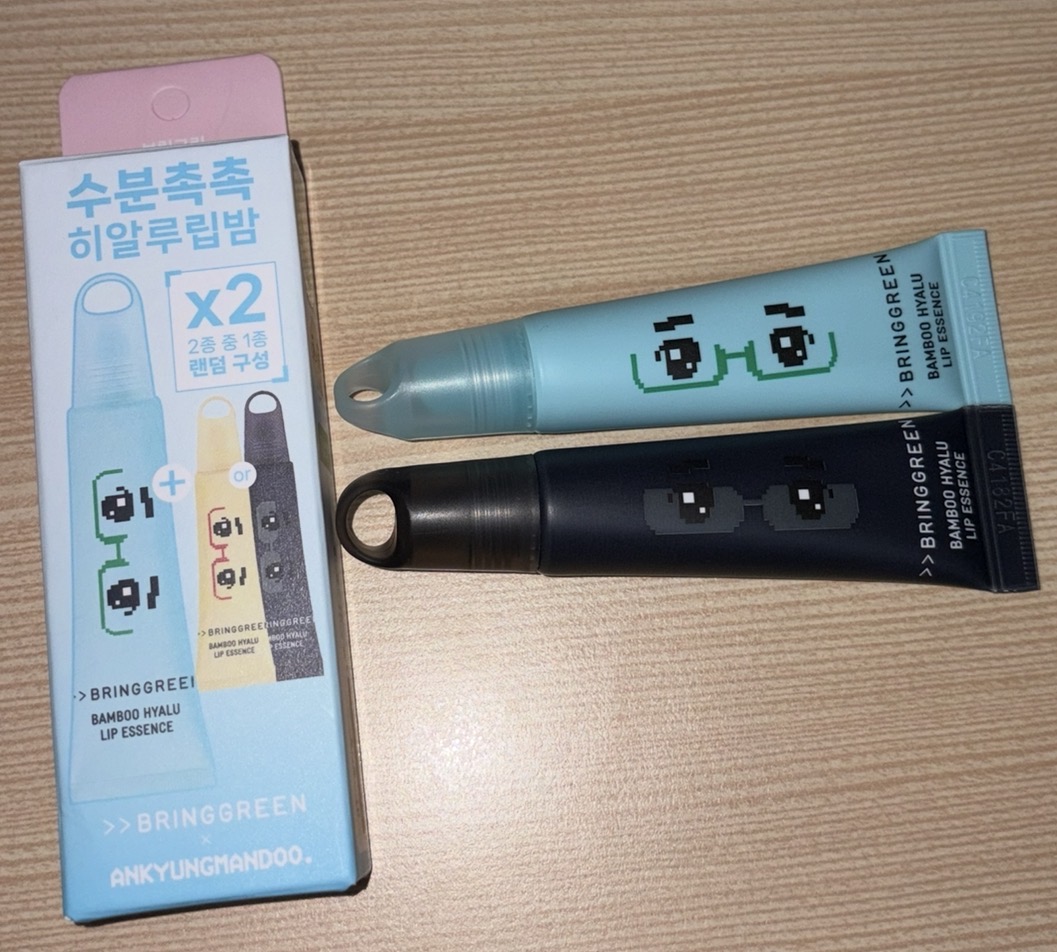 수분촉촉
히알루립밤
x2
2종 중 1종
랜덤 구성
+
or
>>BRINGGREEN
BAMBOO HYALU
LIP ESSENCE
BAMBOO HYALU
LIP ESSENCE
>>BRINGGREEN
×
ANKYUNGMANDOO.
>>BRINGGREEN
BAMBOO HYALU
LIP ESSENCE
>>BRINGGREEN
BAMBOO HYALU
LIP ESSENCE
C4182FA